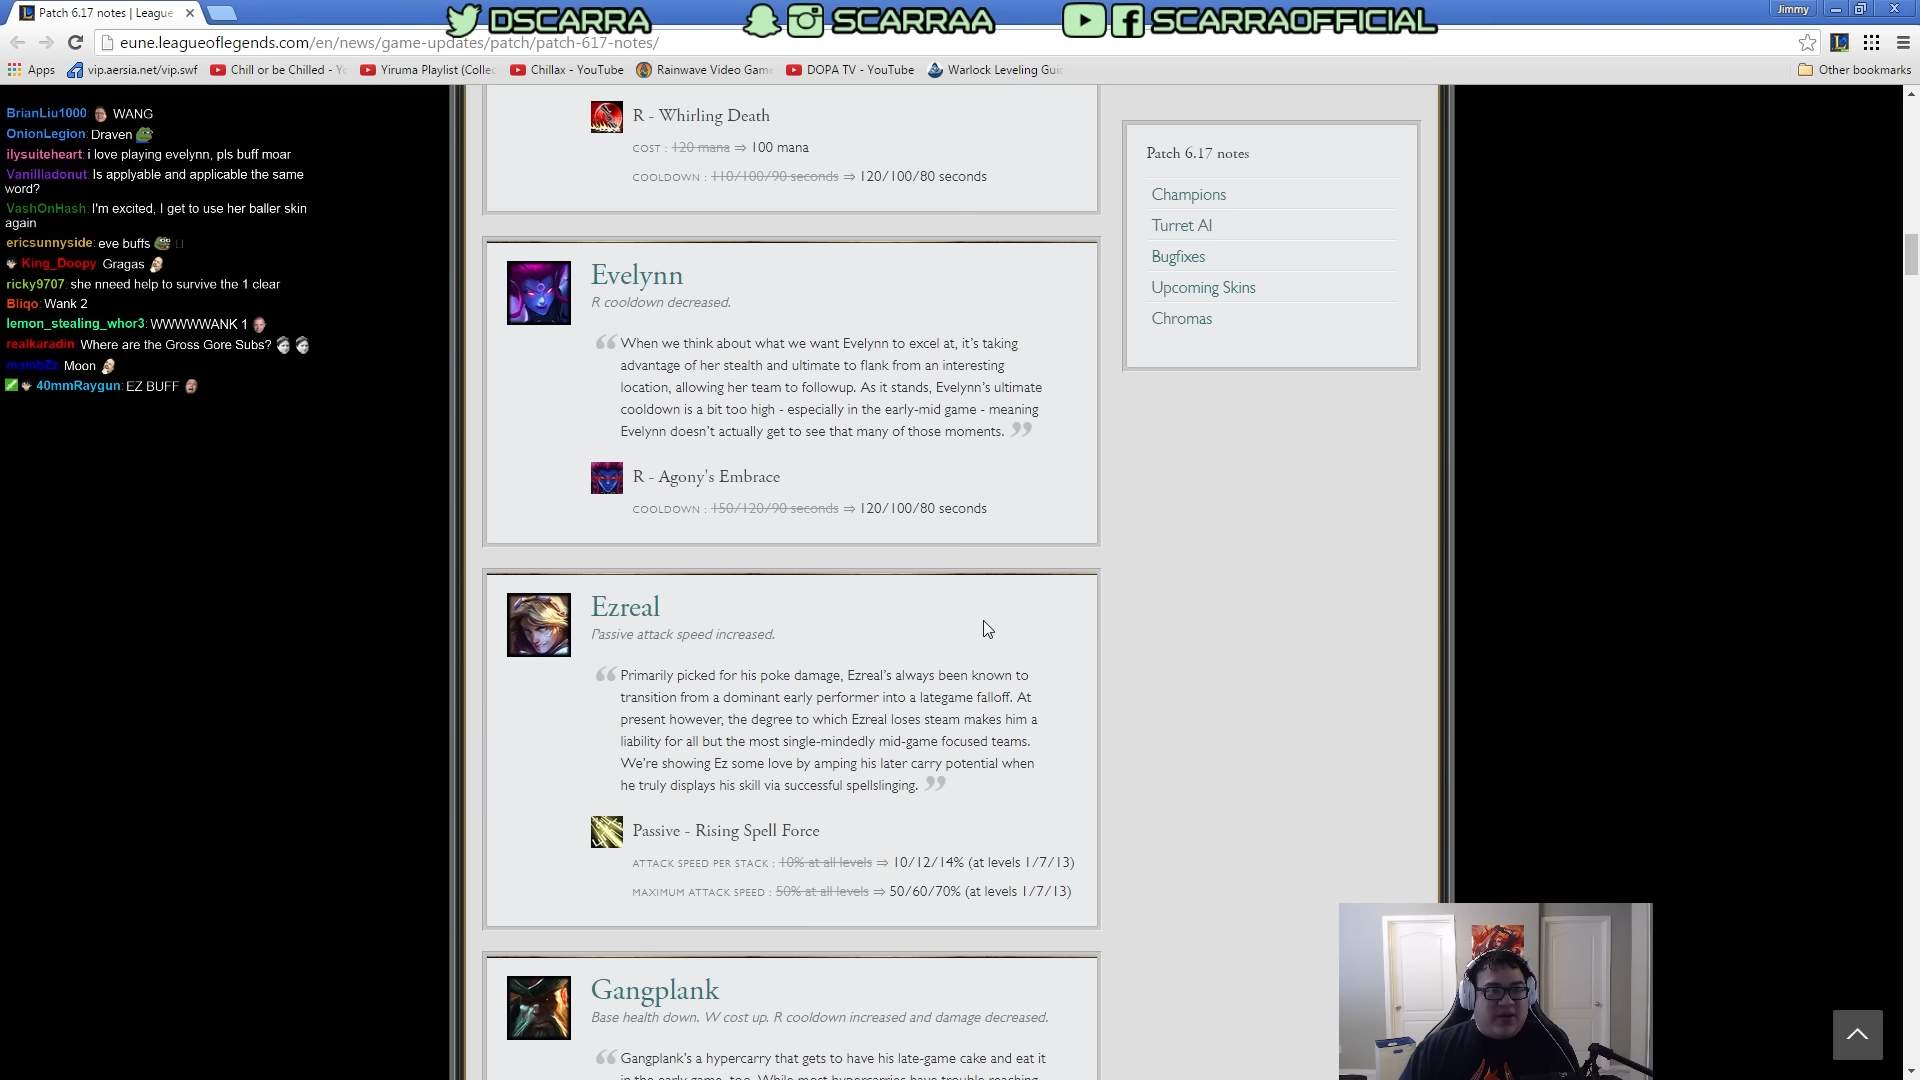 Patch 6.17 notes | League
DSCARRA
SCARRAA
SCARRAOFFICIAL
Jimmy
eune.leagueoflegends.com/en/news/game-updates/patch/patch-617-notes/
Apps
vip.aersia.net/vip.swf
Chill or be Chilled - Yo
Yiruma Playlist (Collec
Chillax - YouTube
Rainwave Video Game
DOPA TV - YouTube
Warlock Leveling Guid
Other bookmarks
BrianLiu1000: WANG
OnionLegion: Draven
ilysuiteheart: i love playing evelynn, pls buff moar
Vanillladonut: Is applyable and applicable the same
word?
VashOnHash: I'm excited, I get to use her baller skin
again
ericsunnyside: eve buffs
King_Doopy Gragas
ricky9707: she nneed help to survive the 1 clear
Bliqo: Wank 2
lemon_stealing_whor3: WWWWWANK 1
realkaradin: Where are the Gross Gore Subs?
mambZz: Moon
40mmRaygun: EZ BUFF
R - Whirling Death
COST : 120 mana ⇒ 100 mana
COOLDOWN : 110/100/90 seconds ⇒ 120/100/80 seconds
Evelynn
R cooldown decreased.
“ When we think about what we want Evelynn to excel at, it’s taking
advantage of her stealth and ultimate to flank from an interesting
location, allowing her team to followup. As it stands, Evelynn’s ultimate
cooldown is a bit too high - especially in the early-mid game - meaning
Evelynn doesn’t actually get to see that many of those moments. ”
R - Agony's Embrace
COOLDOWN : 150/120/90 seconds ⇒ 120/100/80 seconds
Ezreal
Passive attack speed increased.
“ Primarily picked for his poke damage, Ezreal’s always been known to
transition from a dominant early performer into a lategame falloff. At
present however, the degree to which Ezreal loses steam makes him a
liability for all but the most single-mindedly mid-game focused teams.
We’re showing Ez some love by amping his later carry potential when
he truly displays his skill via successful spellslinging. ”
Passive - Rising Spell Force
ATTACK SPEED PER STACK : 10% at all levels ⇒ 10/12/14% (at levels 1/7/13)
MAXIMUM ATTACK SPEED : 50% at all levels ⇒ 50/60/70% (at levels 1/7/13)
Gangplank
Base health down. W cost up. R cooldown increased and damage decreased.
“ Gangplank’s a hypercarry that gets to have his late-game cake and eat it
in the early game, too. While most hypercarries have trouble reaching
Patch 6.17 notes
Champions
Turret AI
Bugfixes
Upcoming Skins
Chromas